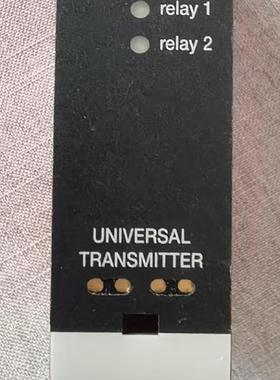 relay 1
relay 2
UNIVERSAL
TRANSMITTER